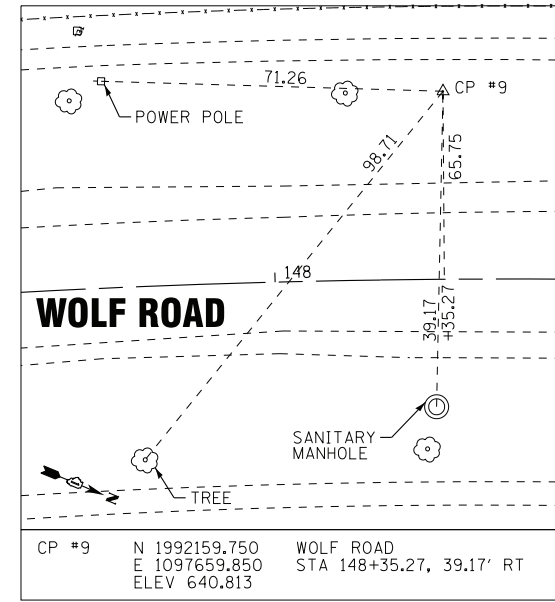 71.26
CP #9
POWER POLE
98.71
65.75
148
WOLF ROAD
39.17
+35.27
SANITARY
MANHOLE
TREE
N
CP #9 N 1992159.750 WOLF ROAD
E 1097659.850 STA 148+35.27, 39.17' RT
ELEV 640.813